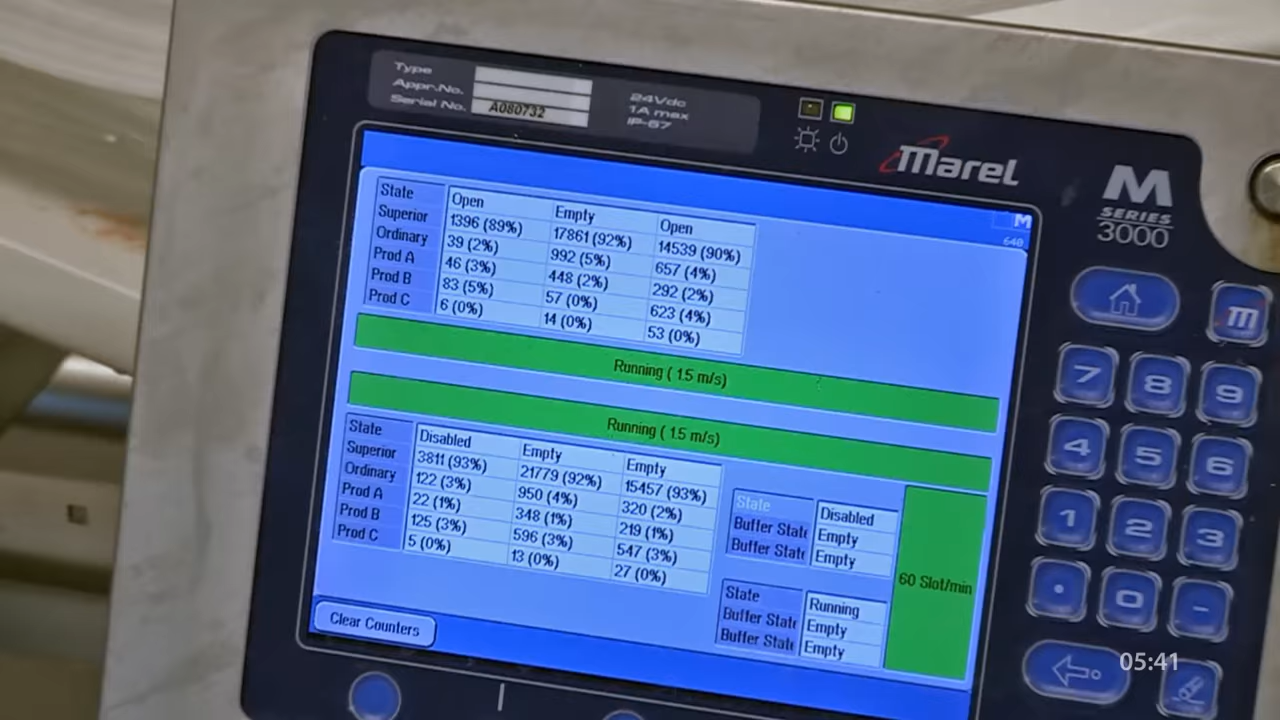 Type
Appr.No.
Serial No. A080732
24Vdc
1A max
IP-67
marel
M
SERIES
3000
M
640
State Open Empty Open
Superior 1396 (89%) 17861 (92%) 14539 (90%)
Ordinary 39 (2%) 992 (5%) 657 (4%)
Prod A 46 (3%) 448 (2%) 292 (2%)
Prod B 83 (5%) 57 (0%) 623 (4%)
Prod C 6 (0%) 14 (0%) 53 (0%)
Running ( 1.5 m/s)
Running ( 1.5 m/s)
State Disabled Empty Empty
Superior 3811 (93%) 21779 (92%) 15457 (93%)
Ordinary 122 (3%) 950 (4%) 320 (2%)
Prod A 22 (1%) 348 (1%) 219 (1%)
Prod B 125 (3%) 596 (3%) 547 (3%)
Prod C 5 (0%) 13 (0%) 27 (0%)
State Disabled
Buffer State Empty
Buffer State Empty
60 Slot/min
State Running
Buffer State Empty
Buffer State Empty
Clear Counters
m
7 8 9
4 5 6
1 2 3
. 0 -
05:41